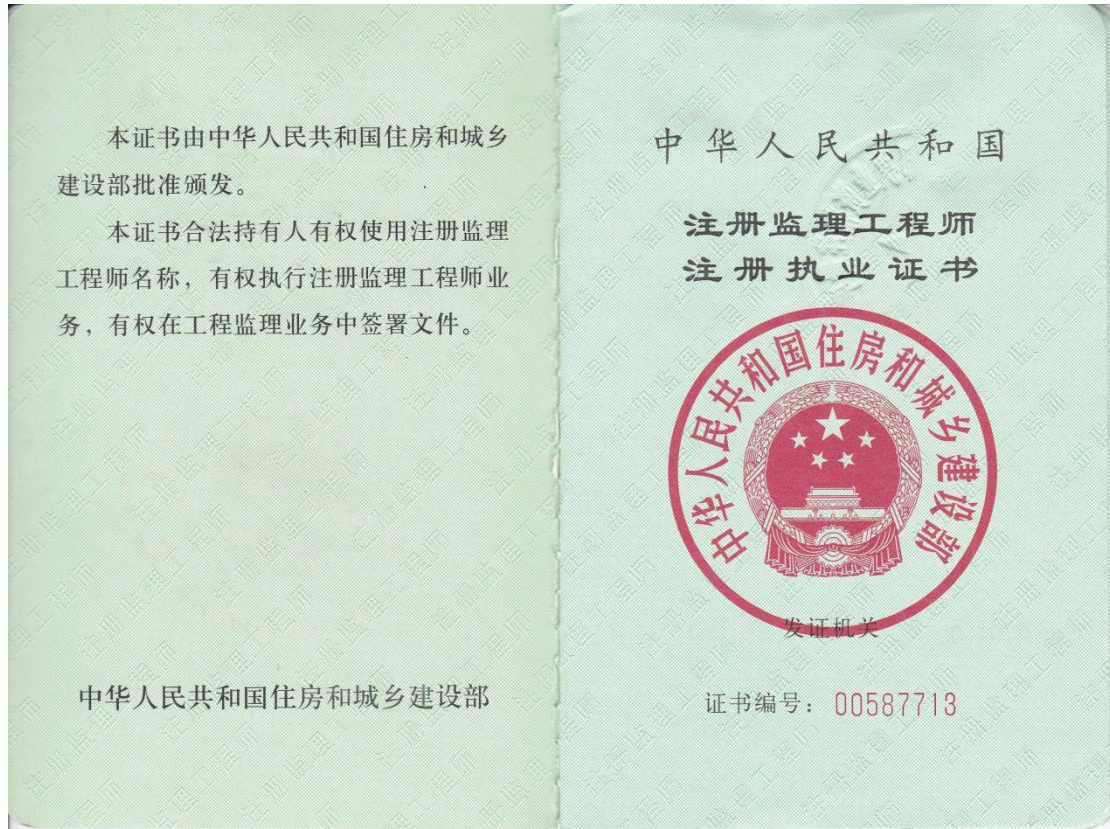 本证书由中华人民共和国住房和城乡
建设部批准颁发。
本证书合法持有人有权使用注册监理
工程师名称，有权执行注册监理工程师业
务，有权在工程监理业务中签署文件。
中华人民共和国住房和城乡建设部
中华人民共和国
注册监理工程师
注册执业证书
中华人民共和国住房和城乡建设部
发证机关
证书编号：00587713